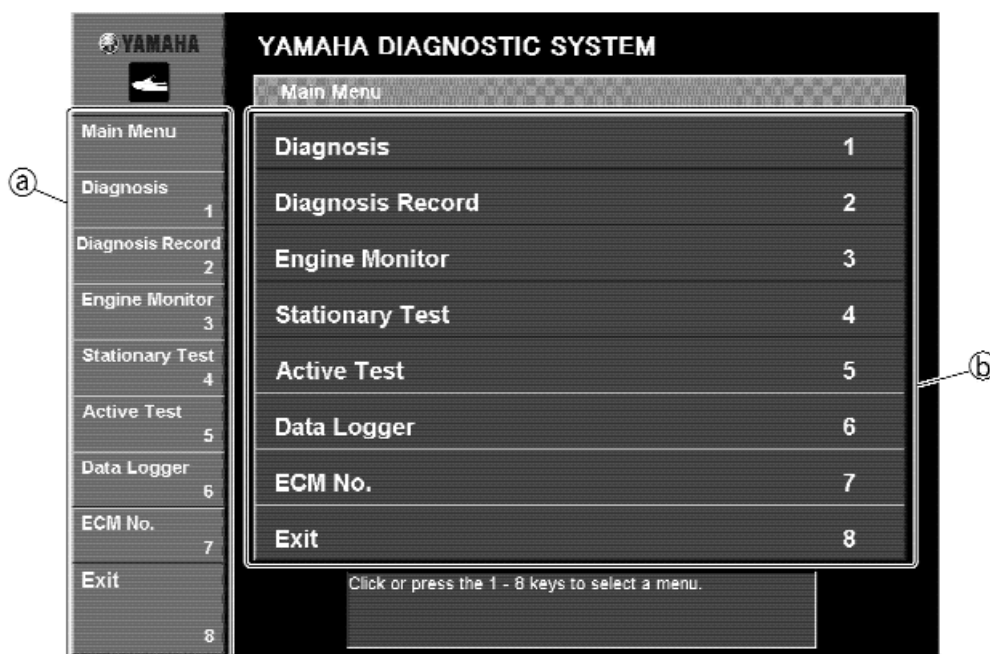 YAMAHA
YAMAHA DIAGNOSTIC SYSTEM
Main Menu
Main Menu
Diagnosis
1
Diagnosis Record
2
Engine Monitor
3
Stationary Test
4
Active Test
5
Data Logger
6
ECM No.
7
Exit
8
Diagnosis 1
Diagnosis Record 2
Engine Monitor 3
Stationary Test 4
Active Test 5
Data Logger 6
ECM No. 7
Exit 8
Click or press the 1 - 8 keys to select a menu.
ⓐ
ⓑ